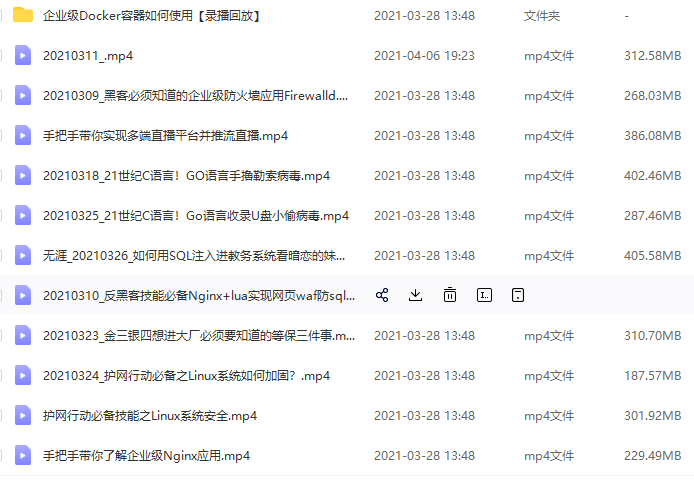 企业级Docker容器如何使用【录播回放】 2021-03-28 13:48 文件夹 -
20210311_.mp4 2021-04-06 19:23 mp4文件 312.58MB
20210309_黑客必须知道的企业级防火墙应用Firewalld.... 2021-03-28 13:48 mp4文件 268.03MB
手把手带你实现多端直播平台并推流直播.mp4 2021-03-28 13:48 mp4文件 386.08MB
20210318_21世纪C语言！GO语言手撸勒索病毒.mp4 2021-03-28 13:48 mp4文件 402.46MB
20210325_21世纪C语言！Go语言收录U盘小偷病毒.mp4 2021-03-28 13:48 mp4文件 287.46MB
无涯_20210326_如何用SQL注入进教务系统看暗恋的妹... 2021-03-28 13:48 mp4文件 405.58MB
20210310_反黑客技能必备Nginx+lua实现网页waf防sql...
20210323_金三银四想进大厂必须要知道的等保三件事.m... 2021-03-28 13:48 mp4文件 310.70MB
20210324_护网行动必备之Linux系统如何加固？.mp4 2021-03-28 13:48 mp4文件 187.57MB
护网行动必备技能之Linux系统安全.mp4 2021-03-28 13:48 mp4文件 301.92MB
手把手带你了解企业级Nginx应用.mp4 2021-03-28 13:48 mp4文件 229.49MB